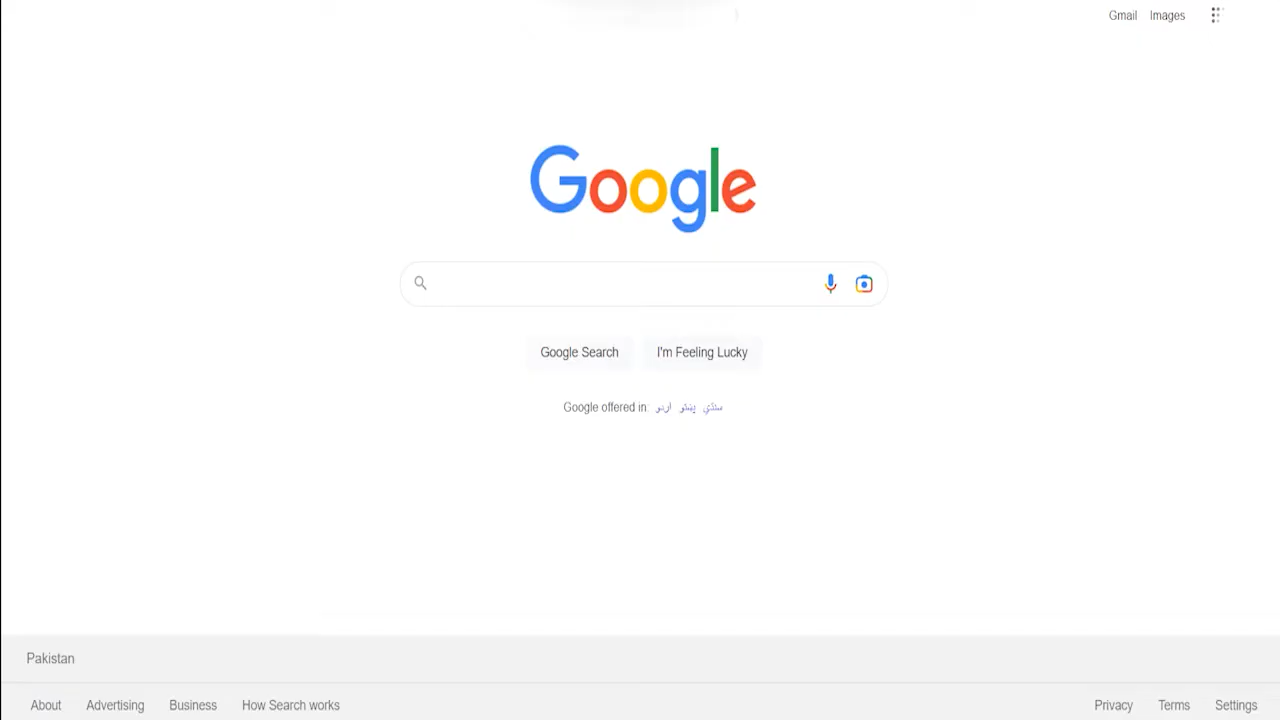 Gmail Images
Google
Google Search I'm Feeling Lucky
Google offered in: اردو پښتو سنڌي
Pakistan
About Advertising Business How Search works Privacy Terms Settings